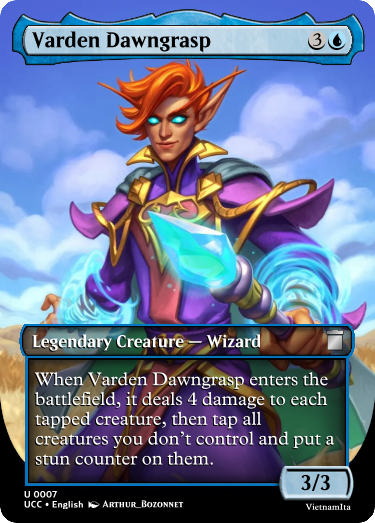 Varden Dawngrasp 3
Legendary Creature — Wizard
When Varden Dawngrasp enters the
battlefield, it deals 4 damage to each
tapped creature, then tap all
creatures you don't control and put a
stun counter on them.
3/3
U 0007
UCC • English Arthur_Bozonnet
VietnamIta